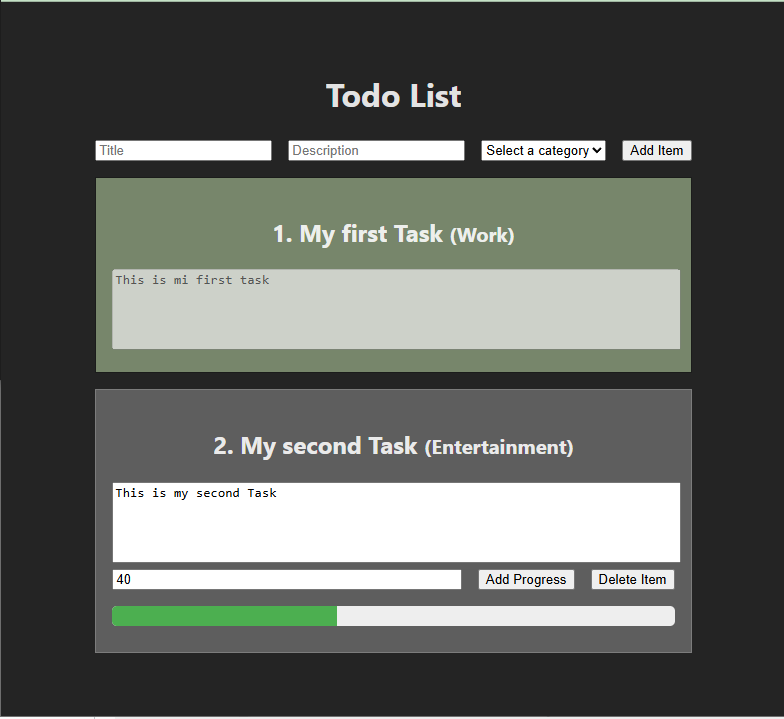 Todo List
Title Description Select a category Add Item
1. My first Task (Work)
This is mi first task
2. My second Task (Entertainment)
This is my second Task
40 Add Progress Delete Item